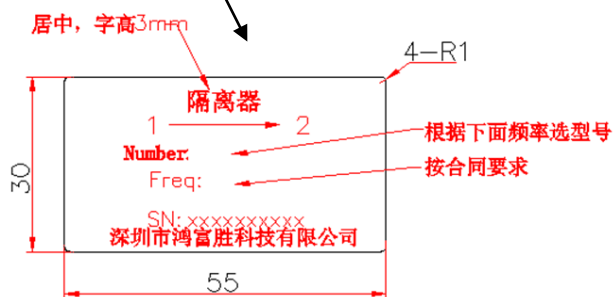 居中，字高3mm
4-R1
隔离器
1 2
Number:
根据下面频率选型号
Freq:
按合同要求
30
SN: xxxxxxxxxx
深圳市鸿富胜科技有限公司
55